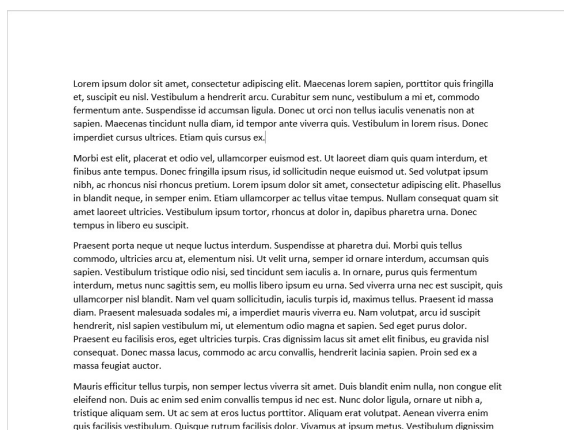 Lorem ipsum dolor sit amet, consectetur adipiscing elit. Maecenas lorem sapien, porttitor quis fringilla
et, suscipit eu nisl. Vestibulum a hendrerit arcu. Curabitur sem nunc, vestibulum a mi et, commodo
fermentum ante. Suspendisse id accumsan ligula. Donec ut orci non tellus iaculis venenatis non at
sapien. Maecenas tincidunt nulla diam, id tempor ante viverra quis. Vestibulum in lorem risus. Donec
imperdiet cursus ultrices. Etiam quis cursus ex.
Morbi est elit, placerat et odio vel, ullamcorper euismod est. Ut laoreet diam quis quam interdum, et
finibus ante tempus. Donec fringilla ipsum risus, id sollicitudin neque euismod ut. Sed volutpat ipsum
nibh, ac rhoncus nisi rhoncus pretium. Lorem ipsum dolor sit amet, consectetur adipiscing elit. Phasellus
in blandit neque, in semper enim. Etiam ullamcorper ac tellus vitae tempus. Nullam consequat quam sit
amet laoreet ultricies. Vestibulum ipsum tortor, rhoncus at dolor in, dapibus pharetra urna. Donec
tempus in libero eu suscipit.
Praesent porta neque ut neque luctus interdum. Suspendisse at pharetra dui. Morbi quis tellus
commodo, ultricies arcu at, elementum nisi. Ut velit urna, semper id ornare interdum, accumsan quis
sapien. Vestibulum tristique odio nisi, sed tincidunt sem iaculis a. In ornare, purus quis fermentum
interdum, metus nunc sagittis sem, eu mollis libero ipsum eu urna. Sed viverra urna nec est suscipit, quis
ullamcorper nisl blandit. Nam vel quam sollicitudin, iaculis turpis id, maximus tellus. Praesent id massa
diam. Praesent malesuada sodales mi, a imperdiet mauris viverra eu. Nam volutpat, arcu id suscipit
hendrerit, nisl sapien vestibulum mi, ut elementum odio magna et sapien. Sed eget purus dolor.
Praesent eu facilisis eros, eget ultricies turpis. Cras dignissim lacus sit amet elit finibus, eu gravida nisl
consequat. Donec massa lacus, commodo ac arcu convallis, hendrerit lacinia sapien. Proin sed ex a
massa feugiat auctor.
Mauris efficitur tellus turpis, non semper lectus viverra sit amet. Duis blandit enim nulla, non congue elit
eleifend non. Duis ac enim sed enim convallis tempus id nec est. Nunc dolor ligula, ornare ut nibh a,
tristique aliquam sem. Ut ac sem at eros luctus porttitor. Aliquam erat volutpat. Aenean viverra enim
quis facilisis vestibulum. Quisque rutrum facilisis dolor. Vivamus at ipsum metus. Vestibulum dignissim